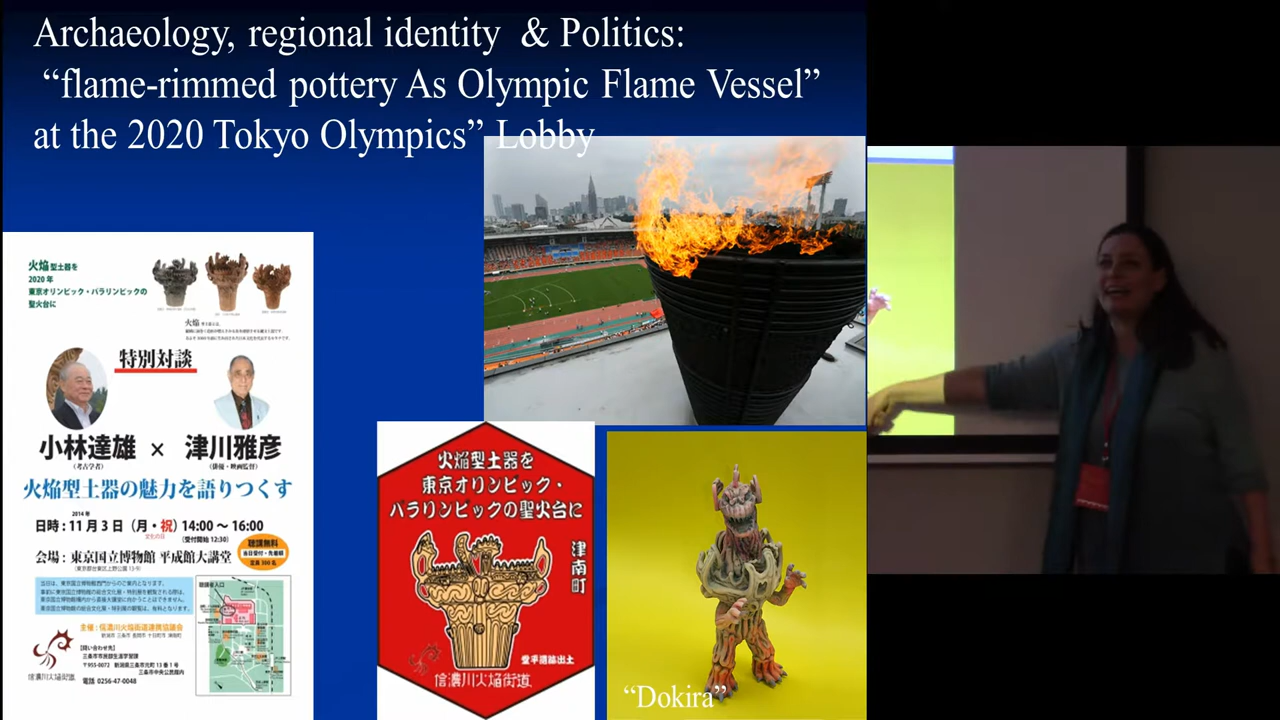 Archaeology, regional identity & Politics:
“flame-rimmed pottery As Olympic Flame Vessel”
at the 2020 Tokyo Olympics” Lobby
火焔型土器を
2020年
東京オリンピック・パラリンピックの
聖火台に
特別対談
小林達雄 × 津川雅彦
(考古学者)
(俳優・映画監督)
火焔型土器の魅力を語りつくす
2014年
日時:11月3日(月・祝)14:00～16:00
文化の日
(受付開始12:30)
会場:東京国立博物館 平成館大講堂
(東京都台東区上野公園13-9)
聴講無料
当日受付・先着順
定員300名
主催:信濃川火焔街道連携協議会
新潟市 三条市 長岡市 十日町市 津南町
【問い合わせ先】
三条市市民部生涯学習課
〒955-0072 新潟県三条市元町13番1号
三条市中央公民館内
電話 0256-47-0048
信濃川火焔街道
火焔型土器を
東京オリンピック・
パラリンピックの聖火台に
津南町
信濃川火焔街道
“Dokira”